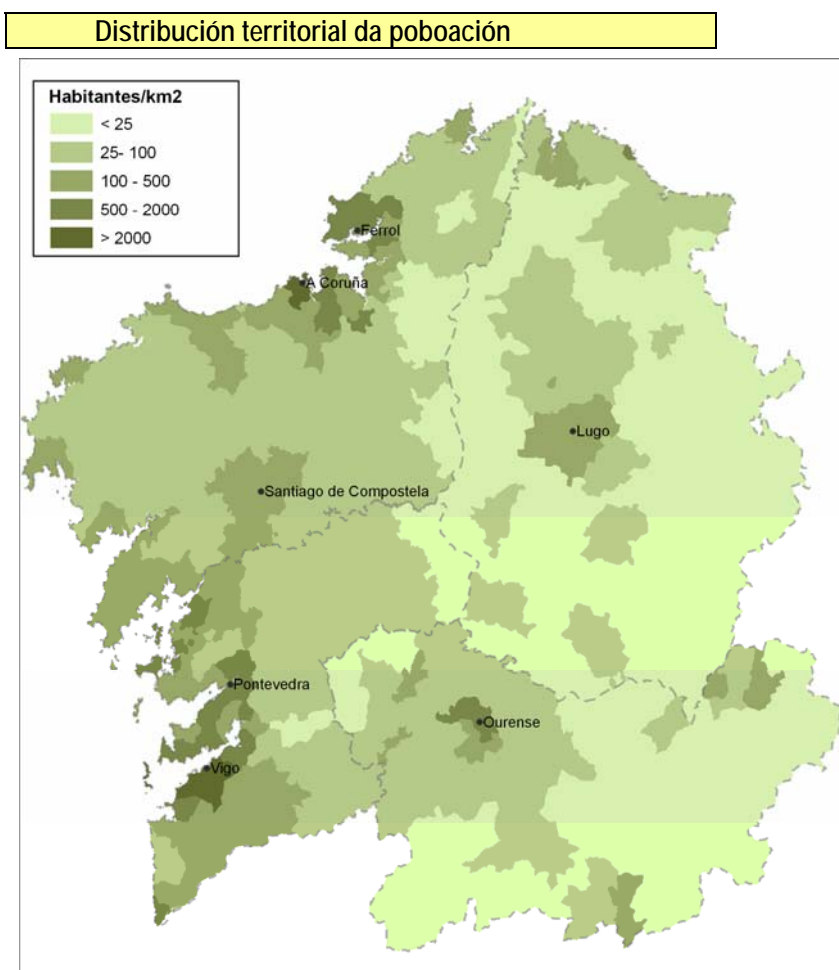 Distribución territorial da poboación
Habitantes/km2
< 25
25- 100
100 - 500
500 - 2000
> 2000
Ferrol
A Coruña
Lugo
Santiago de Compostela
Pontevedra
Ourense
Vigo